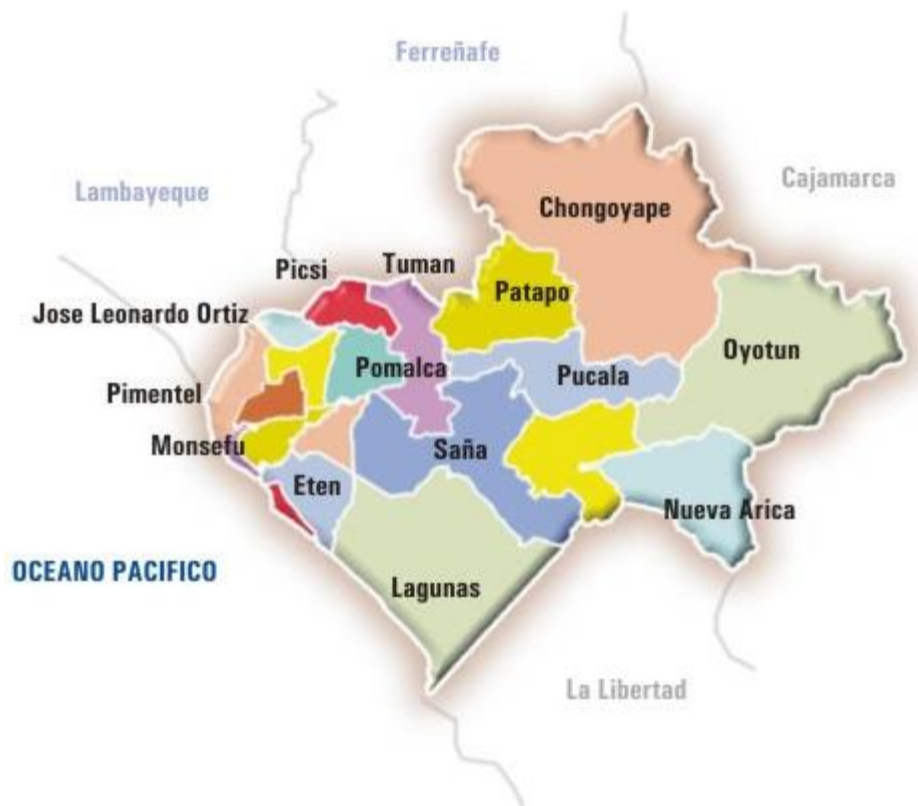 Ferreñafe
Cajamarca
Lambayeque
Chongoyape
Tuman
Picsi
Patapo
Jose Leonardo Ortiz
Oyotun
Pomalca
Pucala
Pimentel
Monsefu
Saña
Eten
Nueva Arica
OCEANO PACIFICO
Lagunas
La Libertad